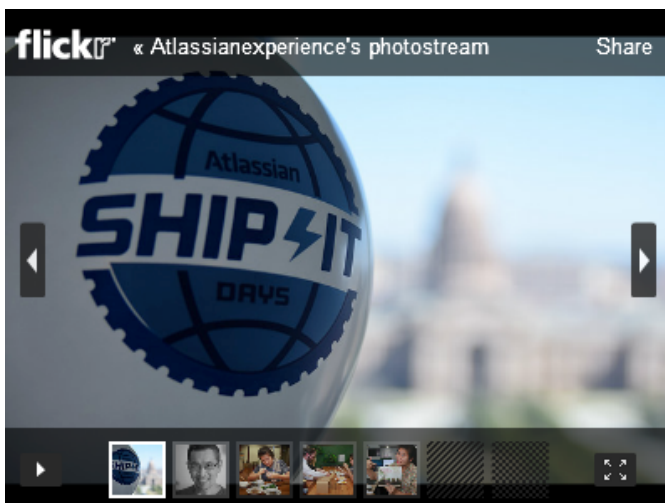 flickr « Atlassianexperience's photostream Share
Atlassian
SHIP IT
DAYS